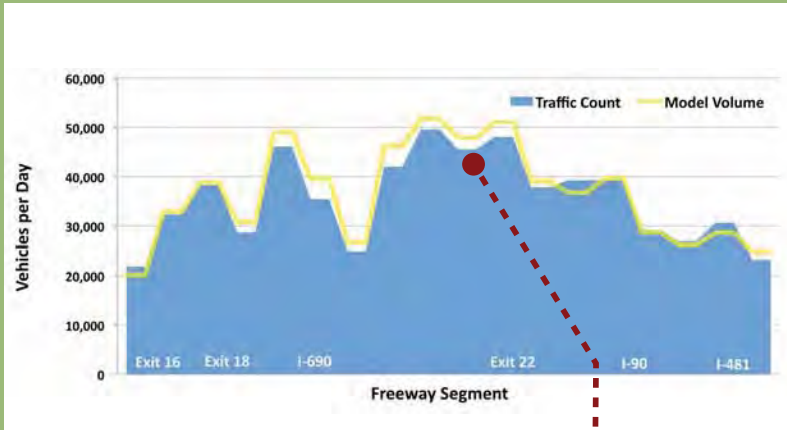 60,000
Traffic Count
Model Volume
50,000
40,000
30,000
20,000
10,000
0
Vehicles per Day
Exit 16
Exit 18
I-690
Exit 22
I-90
I-481
Freeway Segment